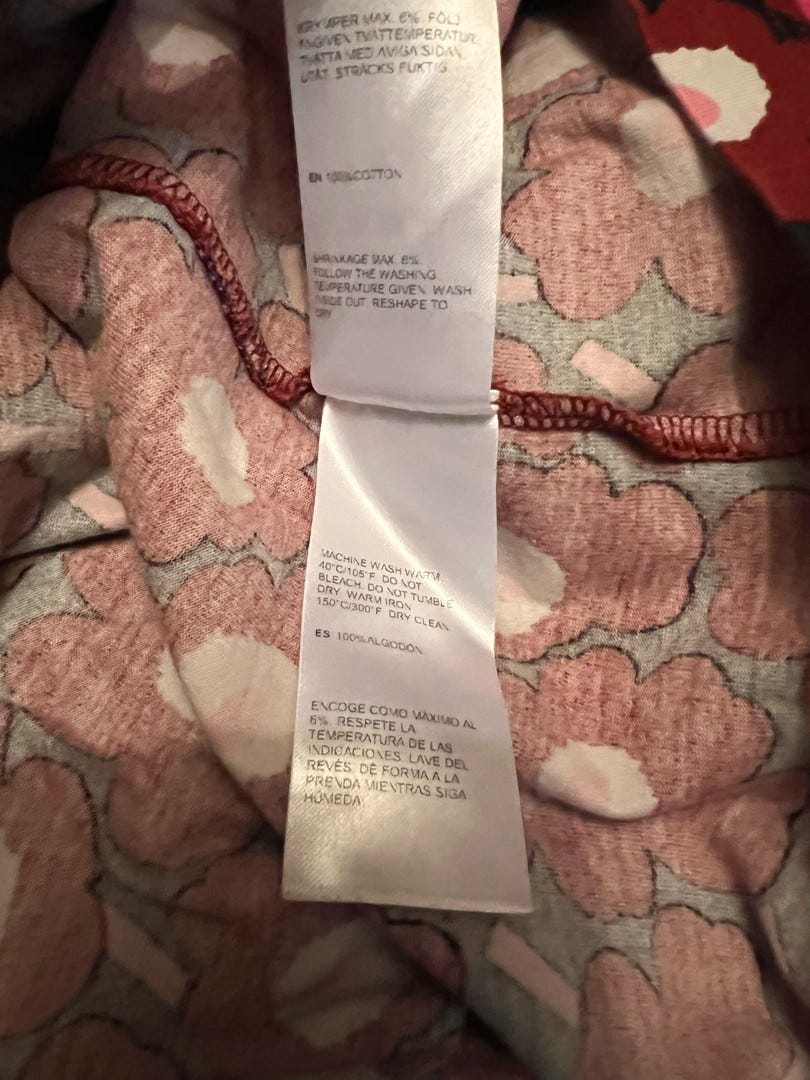 KRYMPER MAX. 6%. FÖLJ
ANGIVEN TVÄTTEMPERATUR.
TVÄTTA MED AVIGA SIDAN
UTÅT. STRÄCKS FUKTIG.
EN 100%COTTON
SHRINKAGE MAX. 6%.
FOLLOW THE WASHING
TEMPERATURE GIVEN. WASH
INSIDE OUT. RESHAPE TO
DRY.
MACHINE WASH WARM
40°C/105°F. DO NOT
BLEACH. DO NOT TUMBLE
DRY. WARM IRON
150°C/300°F. DRY CLEAN
ES 100%ALGODÓN
ENCOGE COMO MÁXIMO AL
6%. RESPETE LA
TEMPERATURA DE LAS
INDICACIONES. LAVE DEL
REVÉS. DÉ FORMA A LA
PRENDA MIENTRAS SIGA
HÚMEDA.